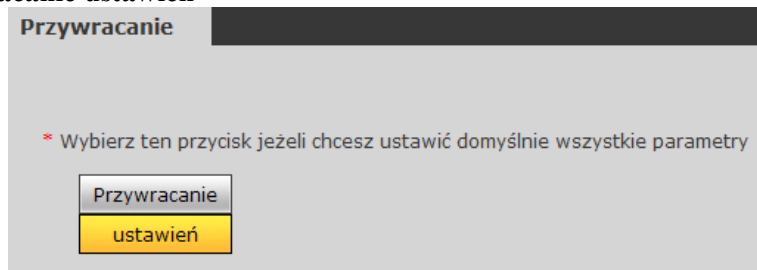 Przywracanie
* Wybierz ten przycisk jeżeli chcesz ustawić domyślnie wszystkie parametry
Przywracanie
ustawień